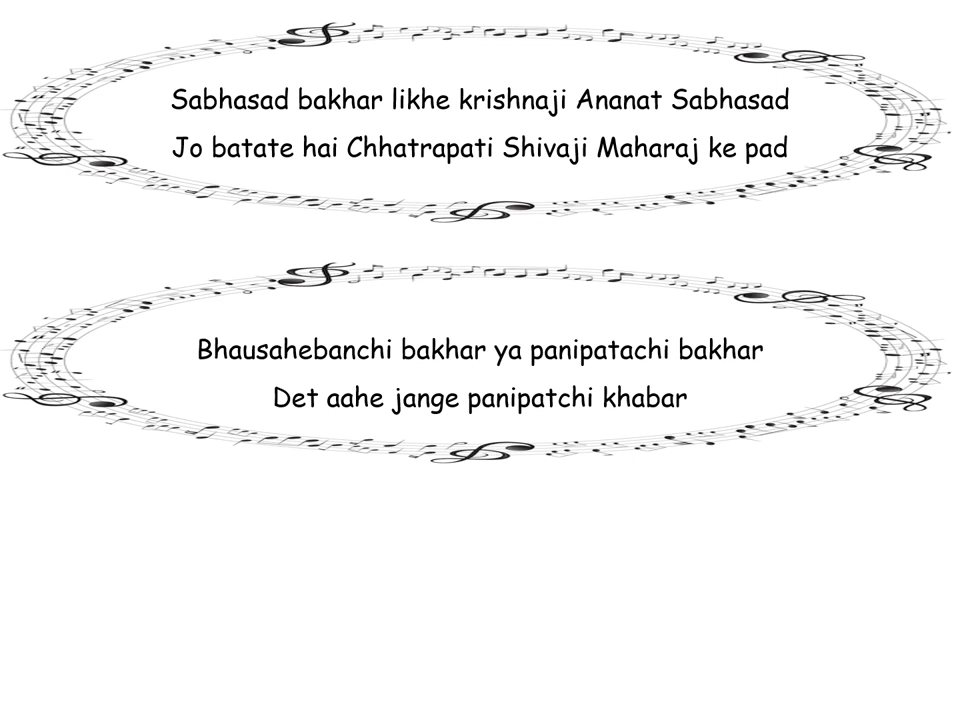 Sabhasad bakhar likhe krishnaji Ananat Sabhasad
Jo batate hai Chhatrapati Shivaji Maharaj ke pad
Bhausahebanchi bakhar ya panipatachi bakhar
Det aahe jange panipatchi khabar